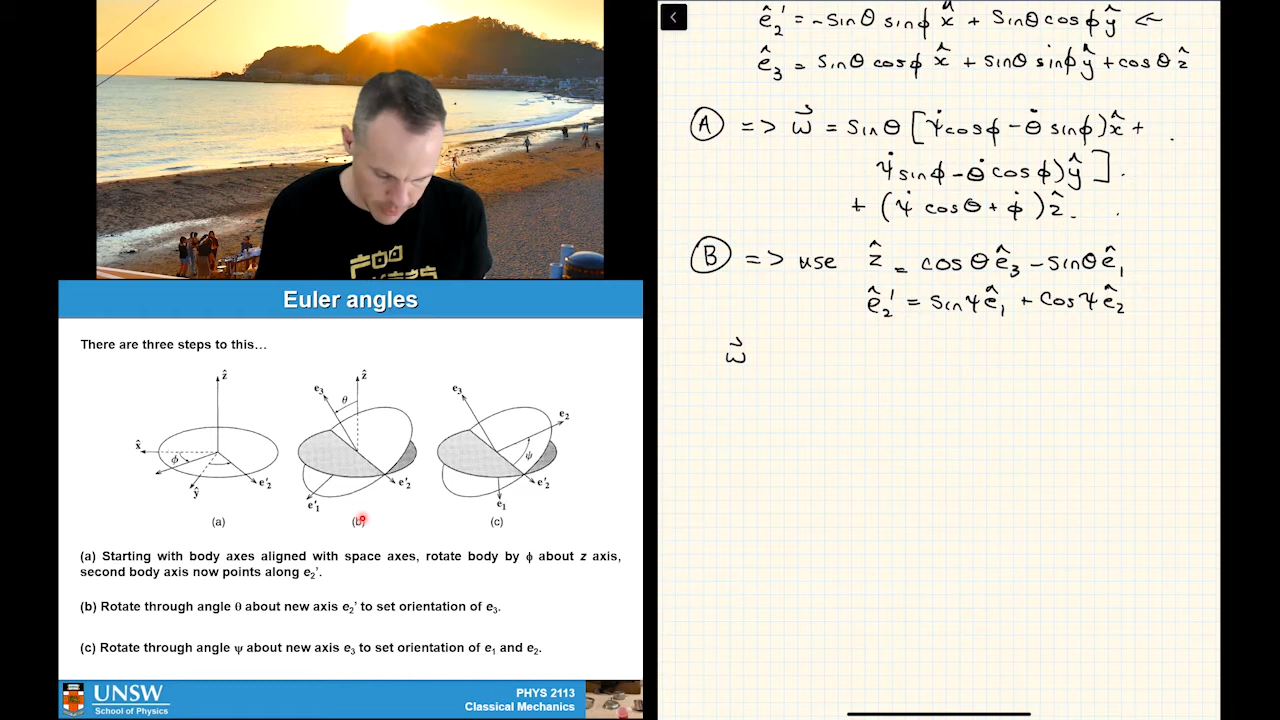 Euler angles
There are three steps to this…
ẑ
x̂
ϕ
ŷ
e'₂
(a)
e₃
θ
ẑ
e'₂
e'₁
(b)
e₃
e₂
ψ
e'₂
e₁
(c)
(a) Starting with body axes aligned with space axes, rotate body by ϕ about z axis,
second body axis now points along e₂'.
(b) Rotate through angle θ about new axis e₂' to set orientation of e₃.
(c) Rotate through angle ψ about new axis e₃ to set orientation of e₁ and e₂.
UNSW
School of Physics
PHYS 2113
Classical Mechanics
ê₂' = -sinθ sinϕ x̂ + sinθ cosϕ ŷ ←
ê₃ = sinθ cosϕ x̂ + sinθ sinϕ ŷ + cosθ ẑ
(A) => ω⃗ = sinθ [ψ̇cosϕ - θ̇ sinϕ) x̂ +
ψ̇ sinϕ - θ̇ cosϕ) ŷ ].
+ (ψ̇ cosθ + ϕ̇) ẑ.
(B) => use ẑ = cosθ ê₃ - sinθ ê₁
ê₂' = sinψ ê₁ + cosψ ê₂
ω⃗